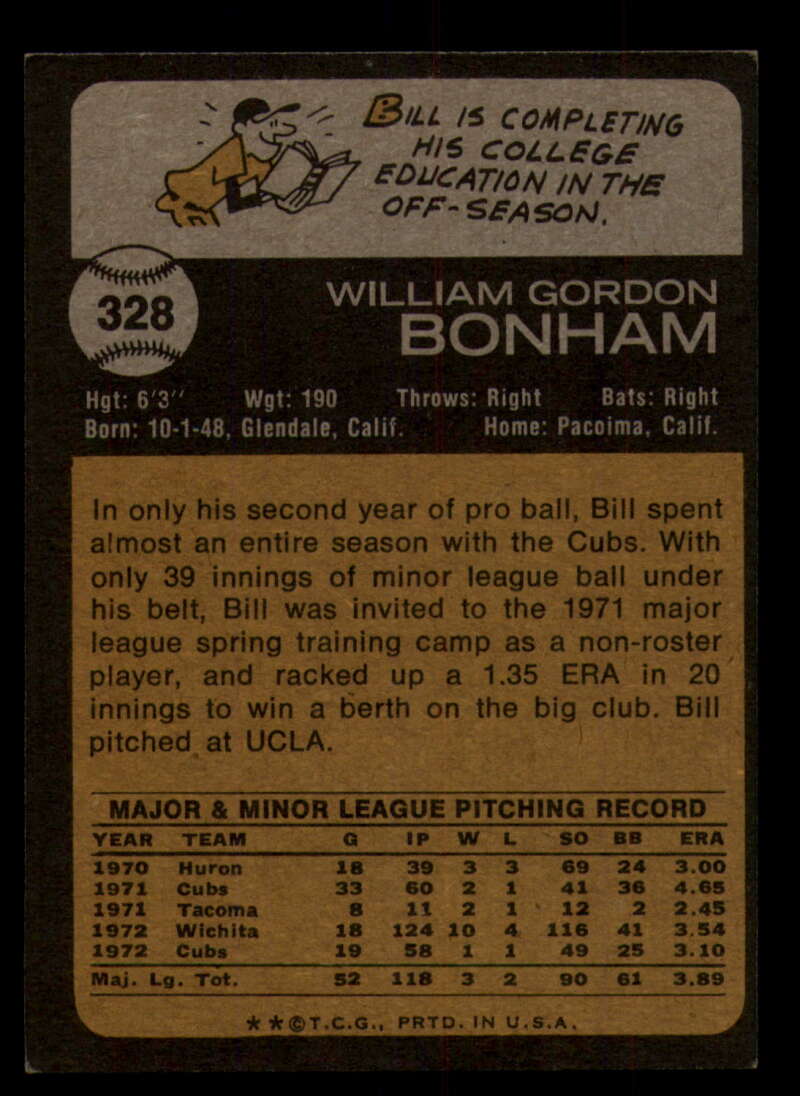 BILL IS COMPLETING
HIS COLLEGE
EDUCATION IN THE
OFF-SEASON.
328
WILLIAM GORDON
BONHAM
Hgt: 6'3" Wgt: 190 Throws: Right Bats: Right
Born: 10-1-48, Glendale, Calif. Home: Pacoima, Calif.
In only his second year of pro ball, Bill spent
almost an entire season with the Cubs. With
only 39 innings of minor league ball under
his belt, Bill was invited to the 1971 major
league spring training camp as a non-roster
player, and racked up a 1.35 ERA in 20
innings to win a berth on the big club. Bill
pitched at UCLA.
MAJOR & MINOR LEAGUE PITCHING RECORD
YEAR TEAM G IP W L SO BB ERA
1970 Huron 18 39 3 3 69 24 3.00
1971 Cubs 33 60 2 1 41 36 4.65
1971 Tacoma 8 11 2 1 12 2 2.45
1972 Wichita 18 124 10 4 116 41 3.54
1972 Cubs 19 58 1 1 49 25 3.10
Maj. Lg. Tot. 52 118 3 2 90 61 3.89
★★©T.C.G., PRTD. IN U.S.A.